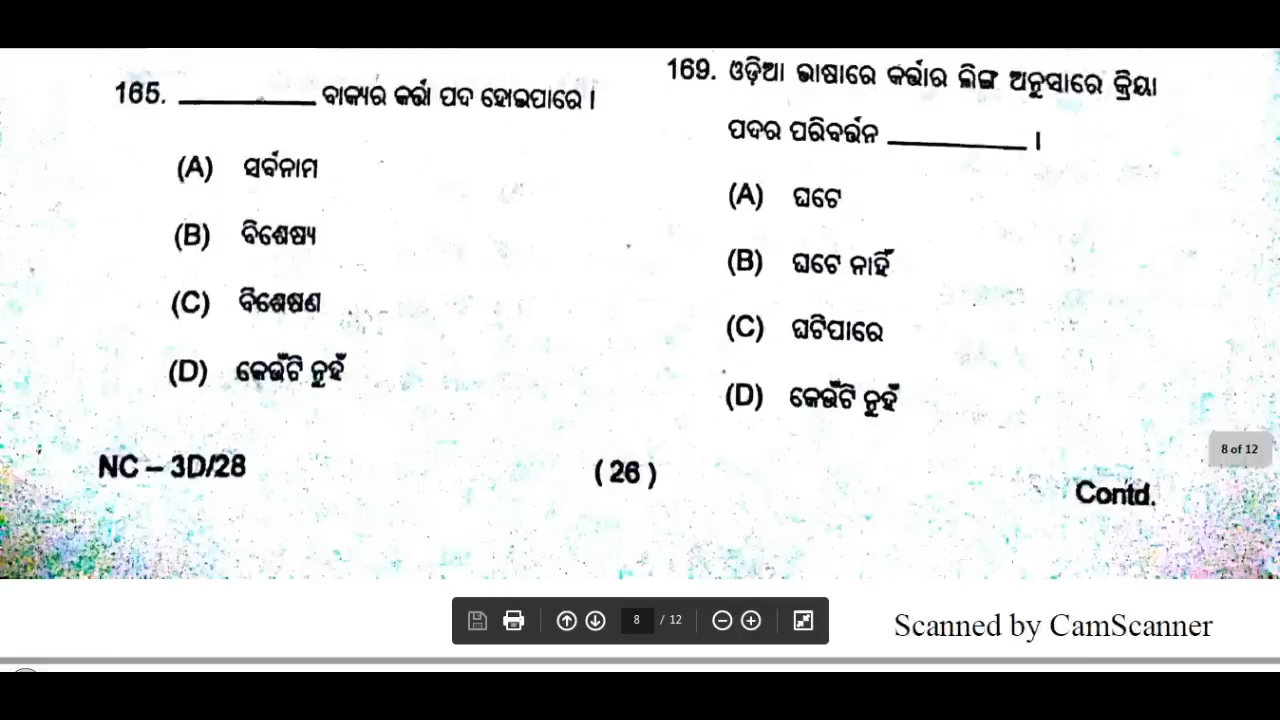 165. __________ ବାକ୍ୟର କର୍ତ୍ତା ପଦ ହୋଇପାରେ ।
(A) ସର୍ବନାମ
(B) ବିଶେଷ୍ୟ
(C) ବିଶେଷଣ
(D) କେଉଁଟି ନୁହଁ
169. ଓଡ଼ିଆ ଭାଷାରେ କର୍ତ୍ତାର ଲିଙ୍ଗ ଅନୁସାରେ କ୍ରିୟା
ପଦର ପରିବର୍ତ୍ତନ __________ ।
(A) ଘଟେ
(B) ଘଟେ ନାହିଁ
(C) ଘଟିପାରେ
(D) କେଉଁଟି ନୁହଁ
8 of 12
NC – 3D/28
( 26 )
Contd.
8 / 12
Scanned by CamScanner